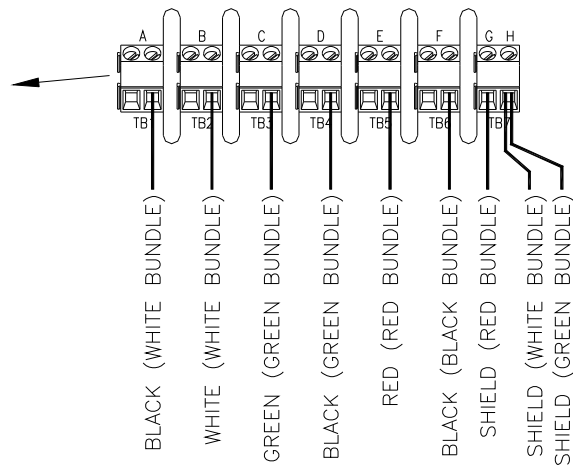 A B C D E F G H
TB1 TB2 TB3 TB4 TB5 TB6 TB7
BLACK (WHITE BUNDLE)
WHITE (WHITE BUNDLE)
GREEN (GREEN BUNDLE)
BLACK (GREEN BUNDLE)
RED (RED BUNDLE)
BLACK (BLACK BUNDLE)
SHIELD (RED BUNDLE)
SHIELD (WHITE BUNDLE)
SHIELD (GREEN BUNDLE)